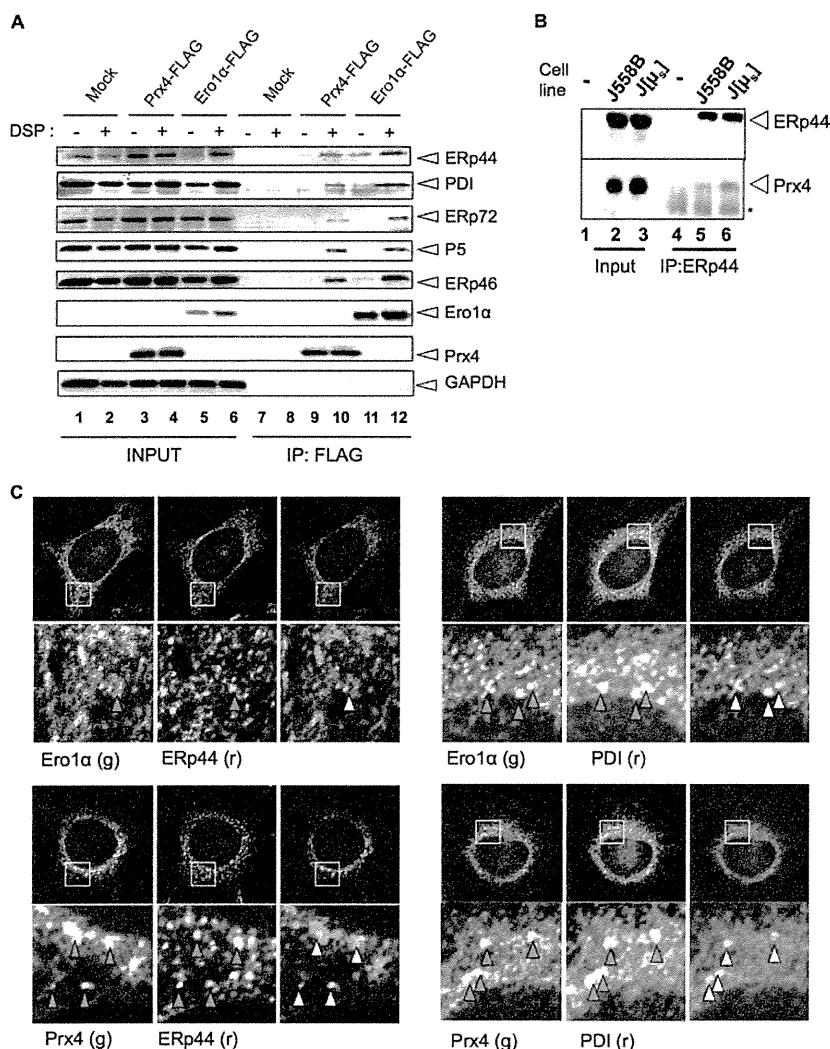 A
Mock
Prx4-FLAG
Ero1α-FLAG
Mock
Prx4-FLAG
Ero1α-FLAG
DSP : - + - + - + - + - + - +
ERp44
PDI
ERp72
P5
ERp46
Ero1α
Prx4
GAPDH
1 2 3 4 5 6 7 8 9 10 11 12
INPUT
IP: FLAG
B
Cell line
- J558B J[μs] - J558B J[μs]
ERp44
Prx4
*
1 2 3 4 5 6
Input
IP:ERp44
C
Ero1α (g) ERp44 (r)
Ero1α (g) PDI (r)
Prx4 (g) ERp44 (r)
Prx4 (g) PDI (r)